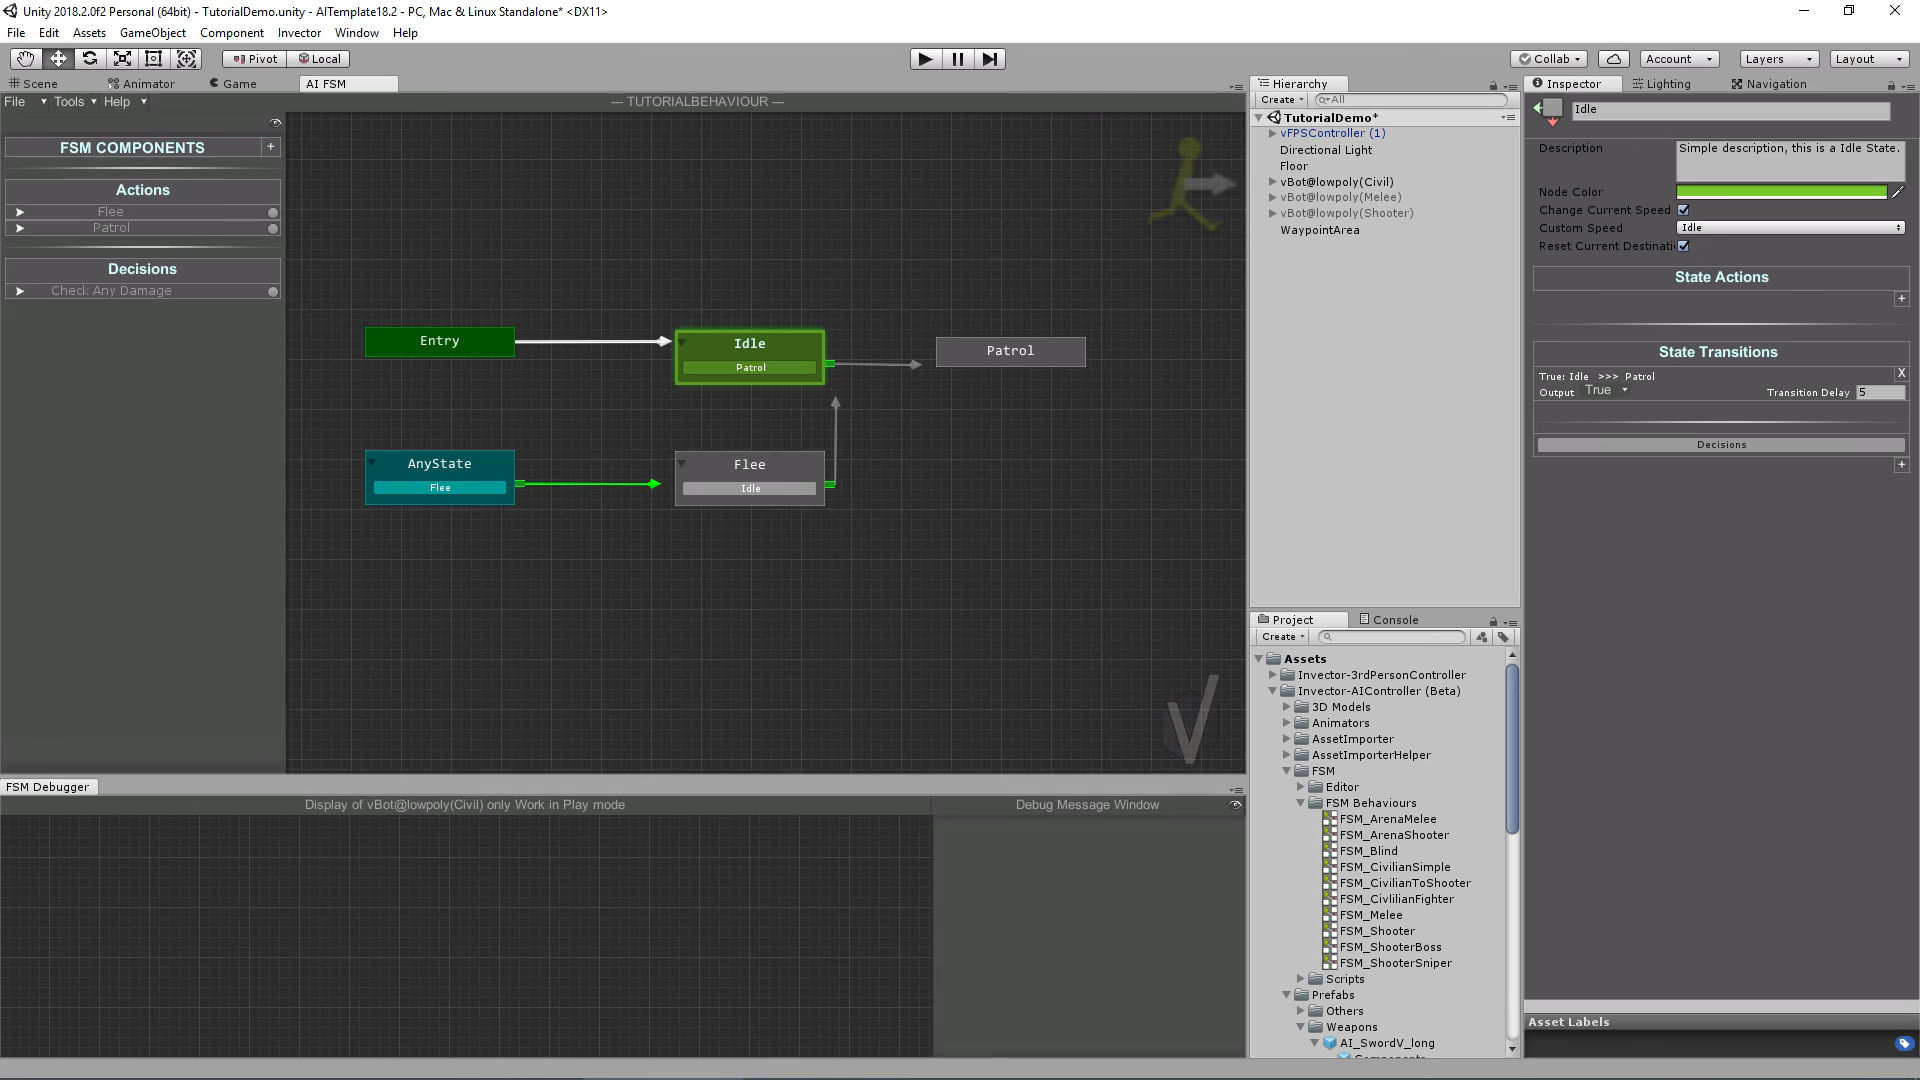 Unity 2018.2.0f2 Personal (64bit) - TutorialDemo.unity - AITemplate18.2 - PC, Mac & Linux Standalone* <DX11>
File Edit Assets GameObject Component Invector Window Help
Pivot Local
Collab Account Layers Layout
Scene Animator Game AI FSM
File Tools Help
--- TUTORIALBEHAVIOUR ---
FSM COMPONENTS +
Actions
Flee
Patrol
Decisions
Check Any Damage
Entry
Idle
Patrol
Patrol
AnyState
Flee
Flee
Idle
FSM Debugger
Display of vBot@lowpoly(Civil) only Work in Play mode
Debug Message Window
Hierarchy
Create All
TutorialDemo*
vFPSController (1)
Directional Light
Floor
vBot@lowpoly(Civil)
vBot@lowpoly(Melee)
vBot@lowpoly(Shooter)
WaypointArea
Project Console
Create
Assets
Invector-3rdPersonController
Invector-AIController (Beta)
3D Models
Animators
AssetImporter
AssetImporterHelper
FSM
Editor
FSM Behaviours
FSM_ArenaMelee
FSM_ArenaShooter
FSM_Blind
FSM_CivilianSimple
FSM_CivilianToShooter
FSM_CivlilianFighter
FSM_Melee
FSM_Shooter
FSM_ShooterBoss
FSM_ShooterSniper
Scripts
Prefabs
Others
Weapons
AI_SwordV_long
Components
Inspector Lighting Navigation
Idle
Description Simple description, this is a Idle State.
Node Color
Change Current Speed
Custom Speed Idle
Reset Current Destinati
State Actions
+
State Transitions
True: Idle >>> Patrol X
Output True Transition Delay 5
Decisions
+
Asset Labels